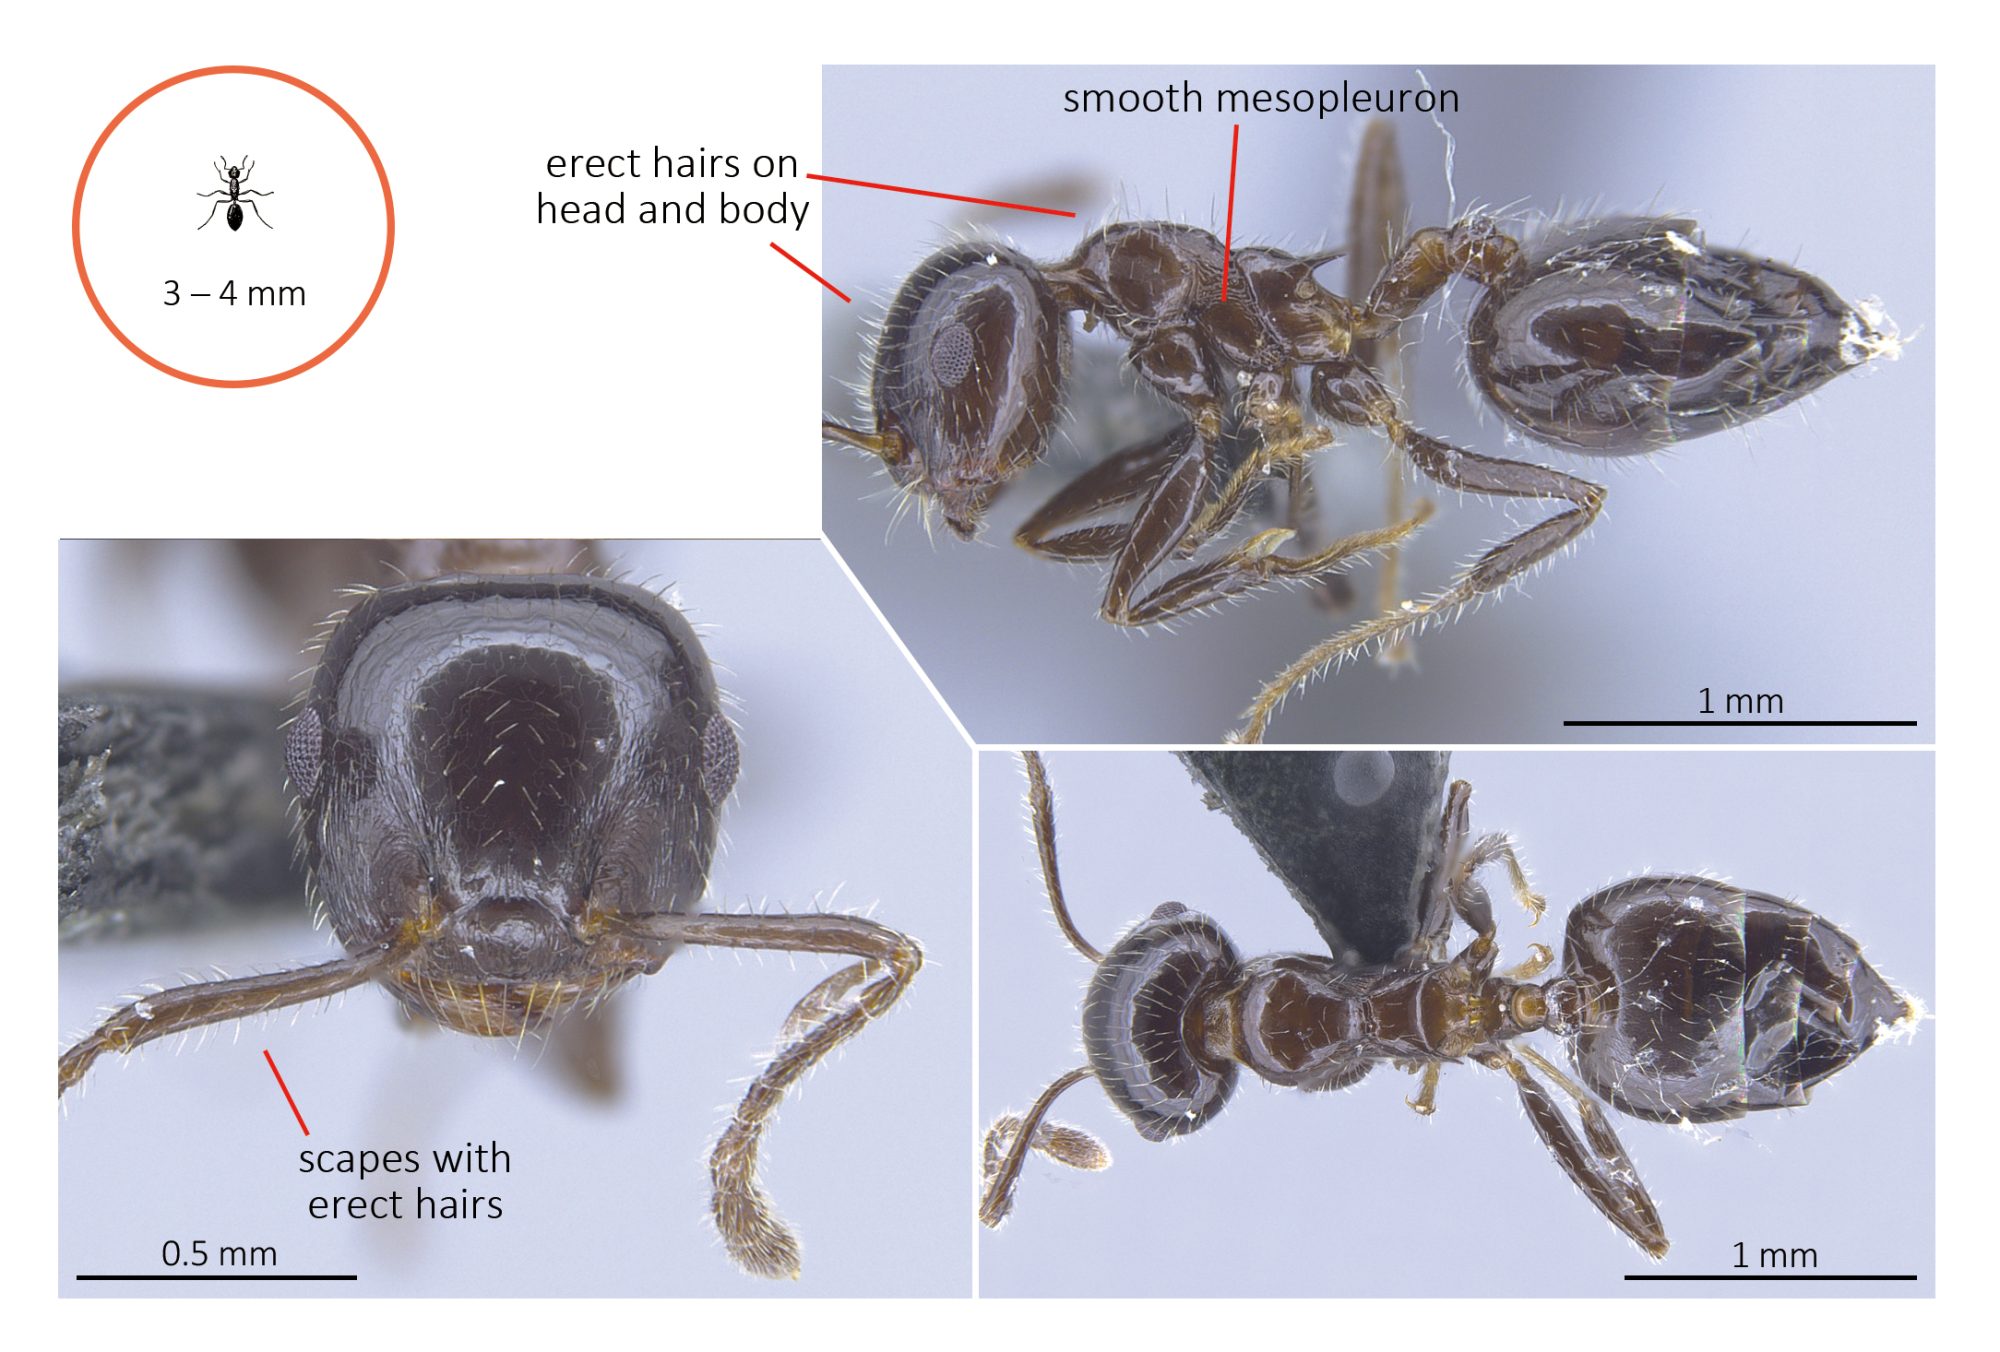 3 – 4 mm
erect hairs on
head and body
smooth mesopleuron
1 mm
scapes with
erect hairs
0.5 mm
1 mm